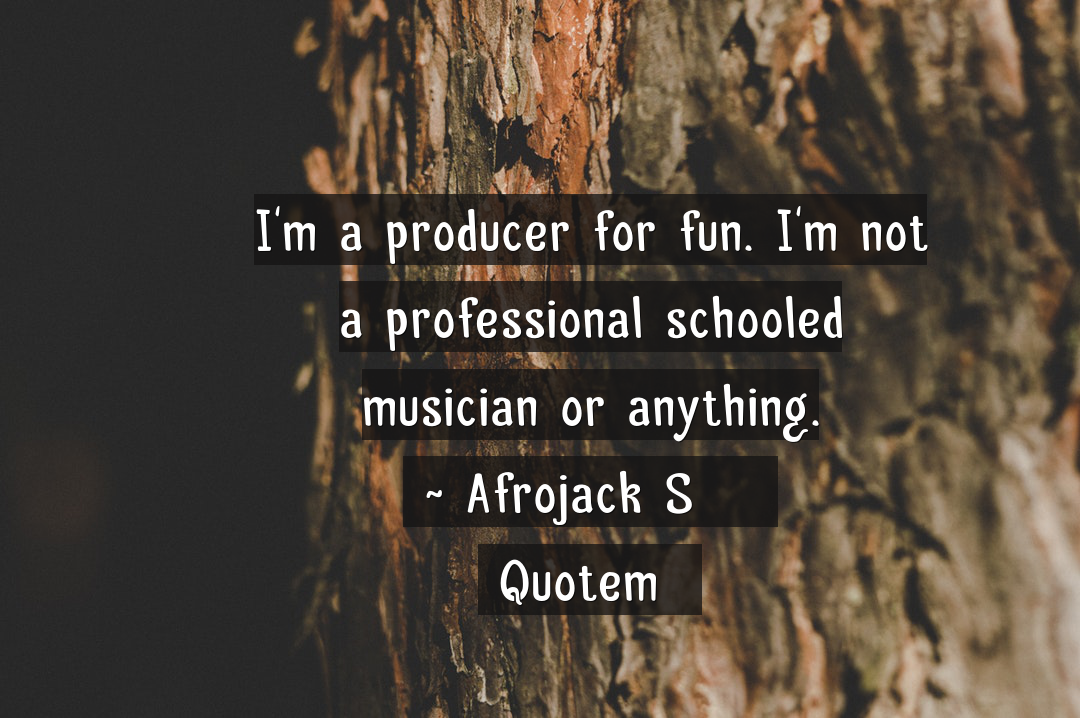 I'm a producer for fun. I'm not
a professional schooled
musician or anything.
~ Afrojack S
Quotem